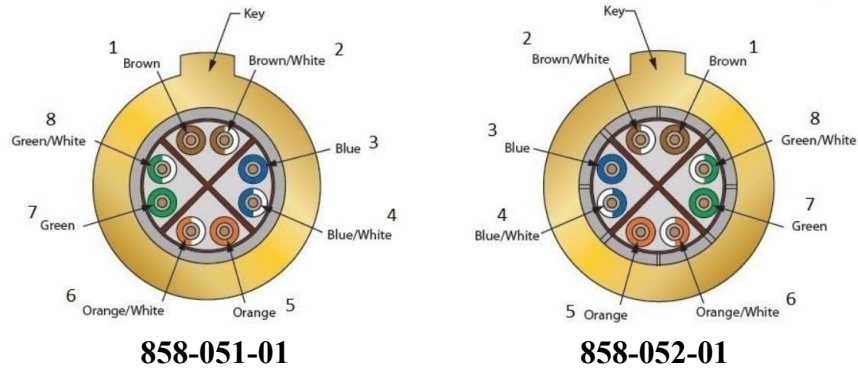 Key
1
Brown
2
Brown/White
8
Green/White
Blue 3
7
Green
4
Blue/White
6
Orange/White
Orange 5
858-051-01
Key
2
Brown/White
1
Brown
3
Blue
8
Green/White
4
Blue/White
7
Green
5 Orange
Orange/White 6
858-052-01